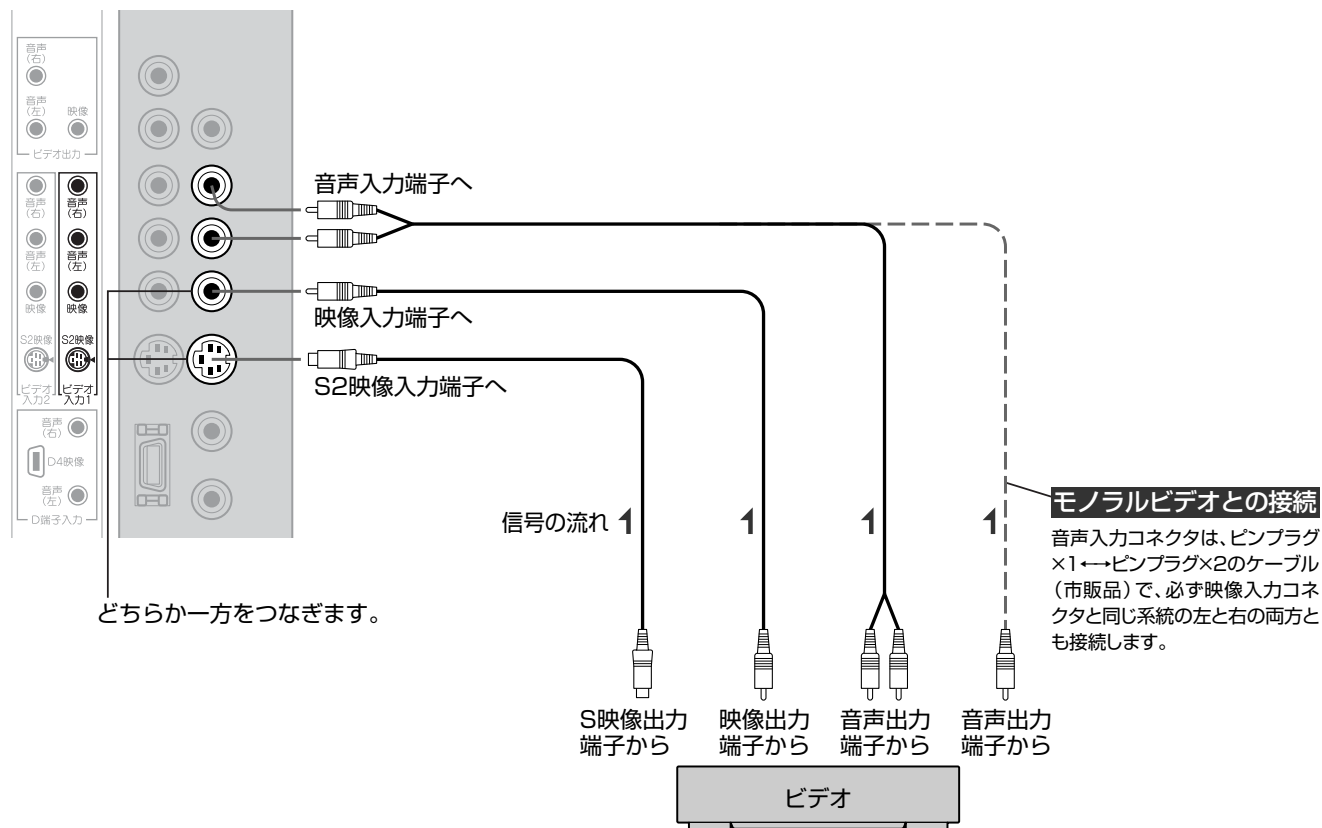 音声
(右)
音声
(左)
映像
ビデオ出力
音声
(右)
音声
(左)
映像
S2映像
ビデオ
入力2
音声
(右)
音声
(左)
映像
S2映像
ビデオ
入力1
音声
(右)
D4映像
音声
(左)
D端子入力
音声入力端子へ
映像入力端子へ
S2映像入力端子へ
どちらか一方をつなぎます。
信号の流れ
モノラルビデオとの接続
音声入力コネクタは、ピンプラグ
×1←→ピンプラグ×2のケーブル
(市販品)で、必ず映像入力コネ
クタと同じ系統の左と右の両方と
も接続します。
S映像出力
端子から
映像出力
端子から
音声出力
端子から
音声出力
端子から
ビデオ